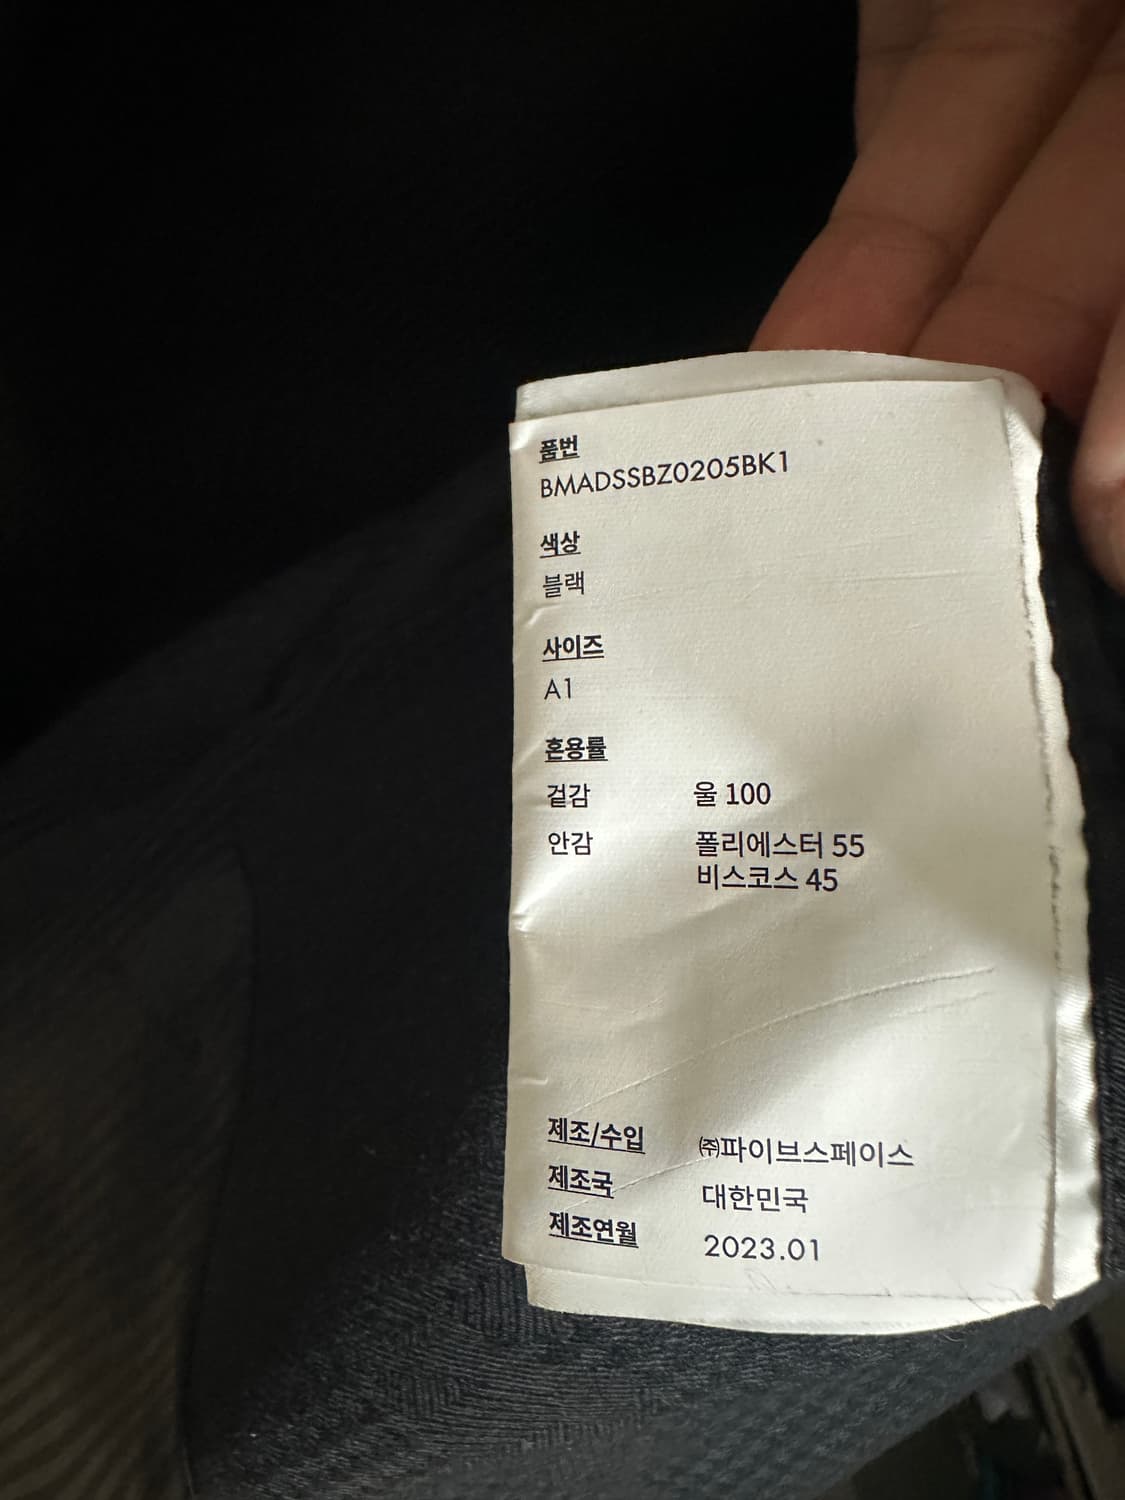 품번
BMADSSBZ0205BK1
색상
블랙
사이즈
A1
혼용률
겉감 울 100
안감 폴리에스터 55
비스코스 45
제조/수입 ㈜파이브스페이스
제조국 대한민국
제조연월 2023.01